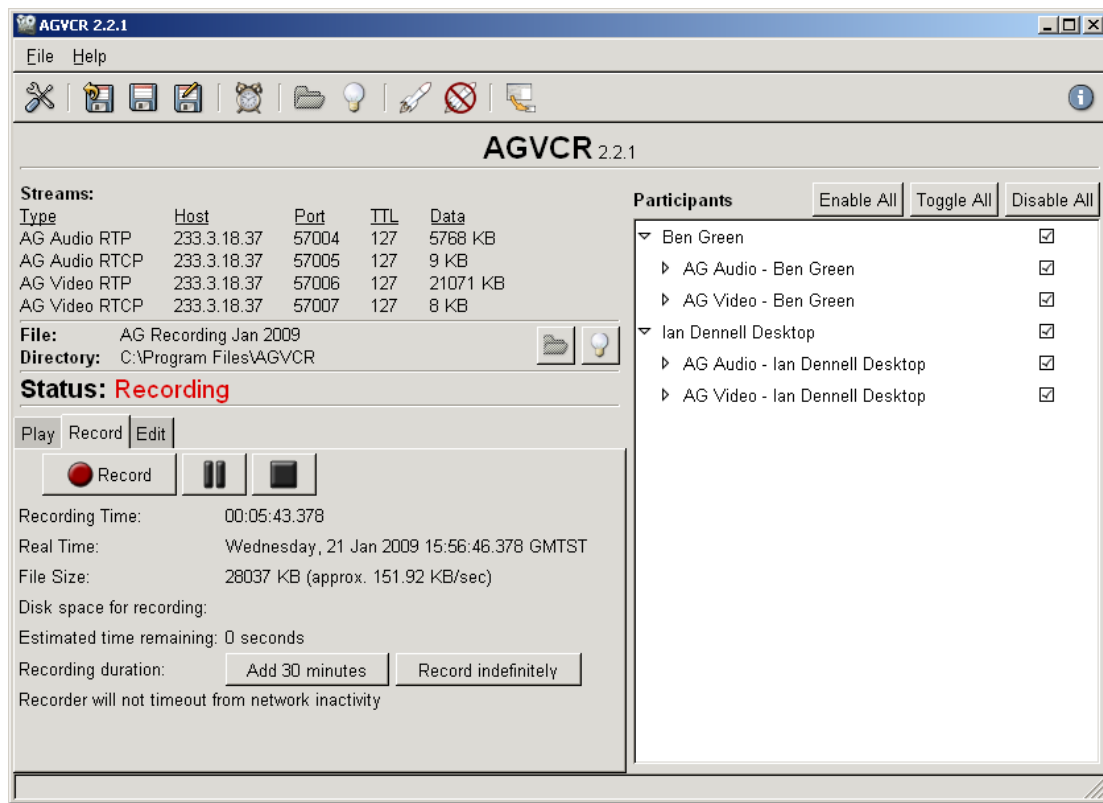 AGVCR 2.2.1
File Help
AGVCR 2.2.1
Streams:
Type Host Port TTL Data
AG Audio RTP 233.3.18.37 57004 127 5768 KB
AG Audio RTCP 233.3.18.37 57005 127 9 KB
AG Video RTP 233.3.18.37 57006 127 21071 KB
AG Video RTCP 233.3.18.37 57007 127 8 KB
File: AG Recording Jan 2009
Directory: C:\Program Files\AGVCR
Status: Recording
Play Record Edit
Record
Recording Time: 00:05:43.378
Real Time: Wednesday, 21 Jan 2009 15:56:46.378 GMTST
File Size: 28037 KB (approx. 151.92 KB/sec)
Disk space for recording:
Estimated time remaining: 0 seconds
Recording duration: Add 30 minutes Record indefinitely
Recorder will not timeout from network inactivity
Participants Enable All Toggle All Disable All
Ben Green
AG Audio - Ben Green
AG Video - Ben Green
Ian Dennell Desktop
AG Audio - Ian Dennell Desktop
AG Video - Ian Dennell Desktop